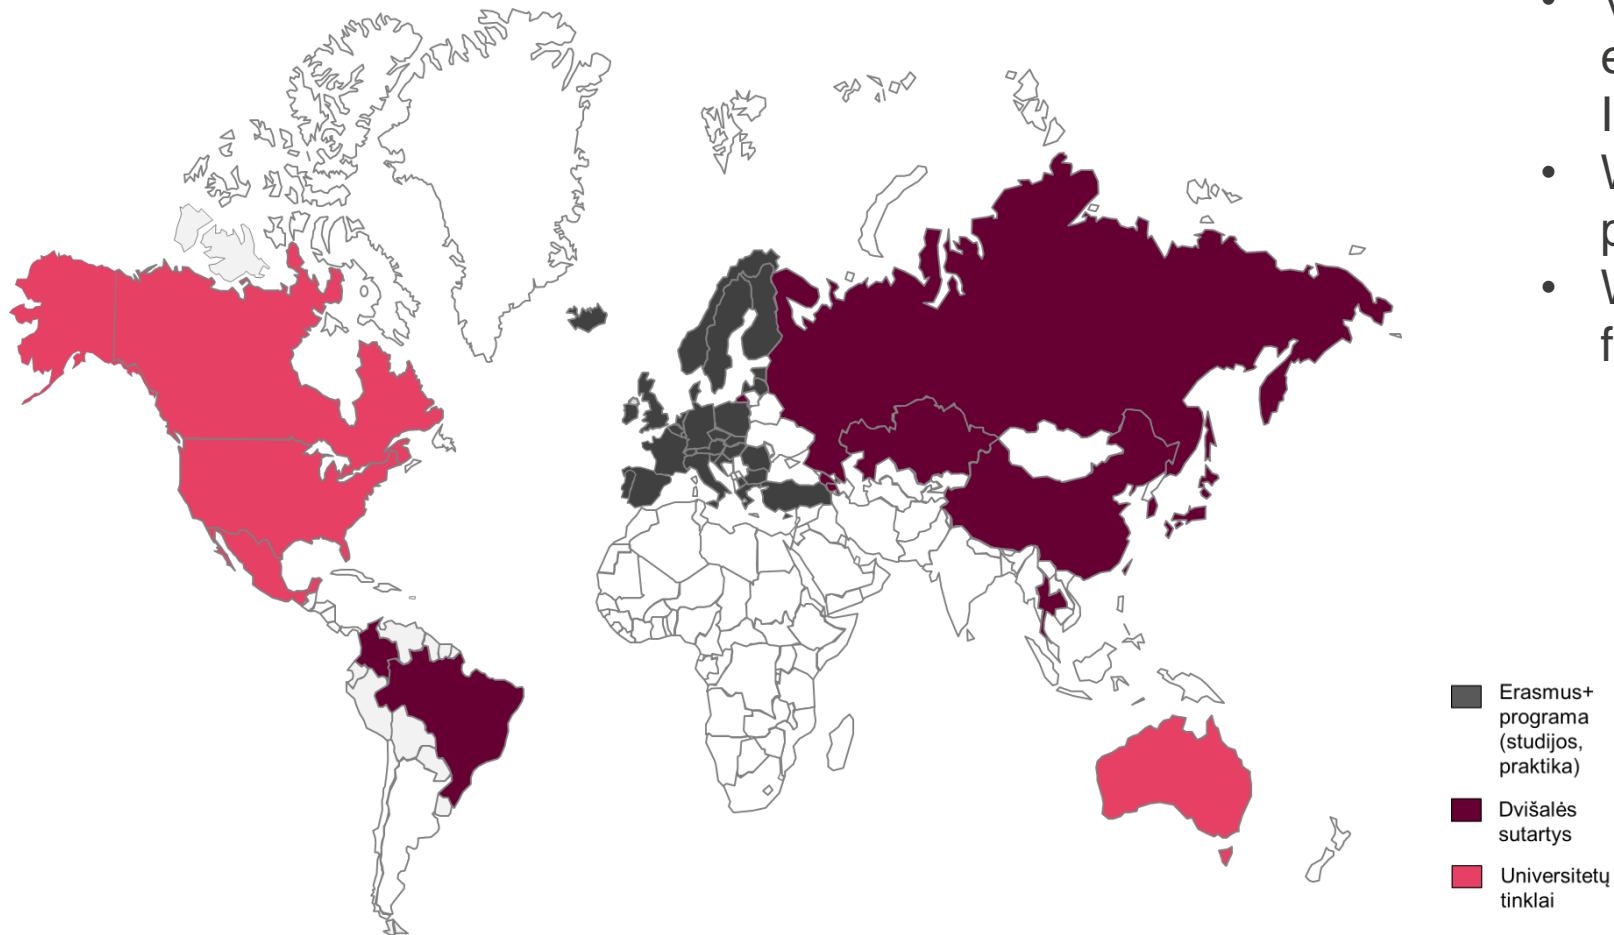 Erasmus+
programa
(studijos,
praktika)
Dvišalės
sutartys
Universitetų
tinklai